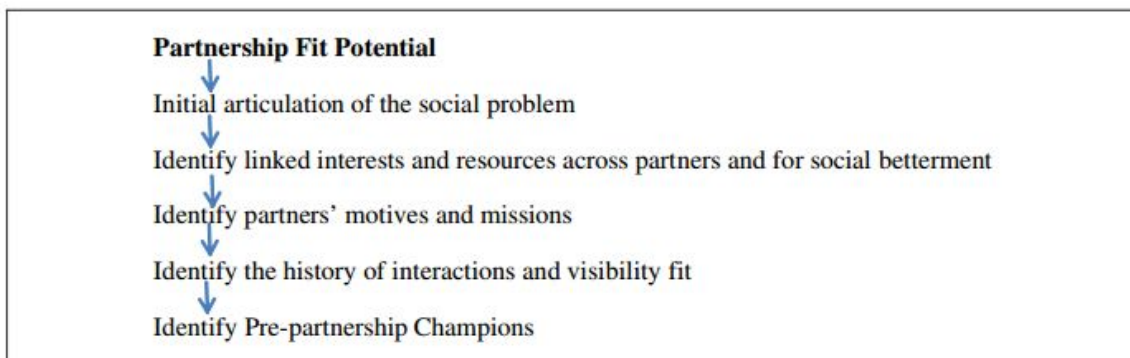 Partnership Fit Potential
Initial articulation of the social problem
Identify linked interests and resources across partners and for social betterment
Identify partners’ motives and missions
Identify the history of interactions and visibility fit
Identify Pre-partnership Champions